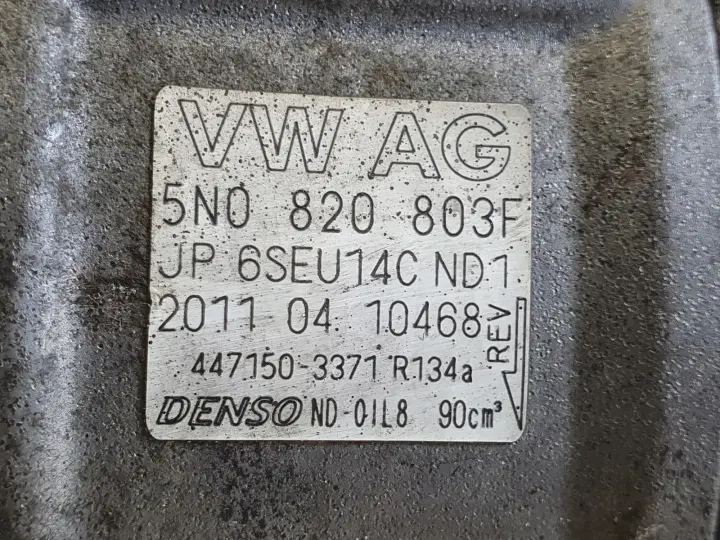 VW AG
5N0 820 803F
JP 6SEU14C ND1
2011 04 10468
REV
447150-3371 R134a
DENSO ND-OIL8 90cm³